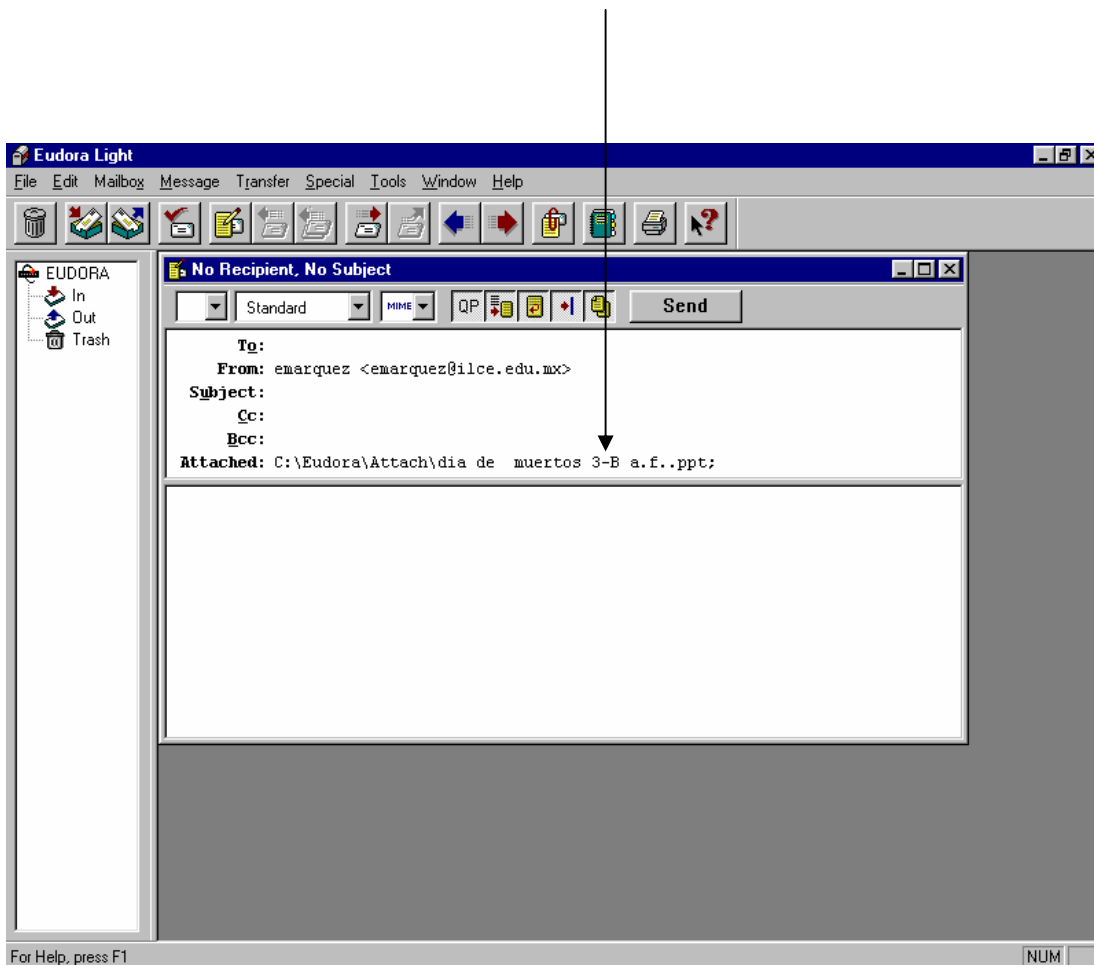 Eudora Light
File Edit Mailbox Message Transfer Special Tools Window Help
EUDORA
In
Out
Trash
No Recipient, No Subject
Standard MIME QP Send
To:
From: emarquez <emarquez@ilce.edu.mx>
Subject:
Cc:
Bcc:
Attached: C:\Eudora\Attach\dia de  muertos 3-B a.f..ppt;
For Help, press F1 NUM